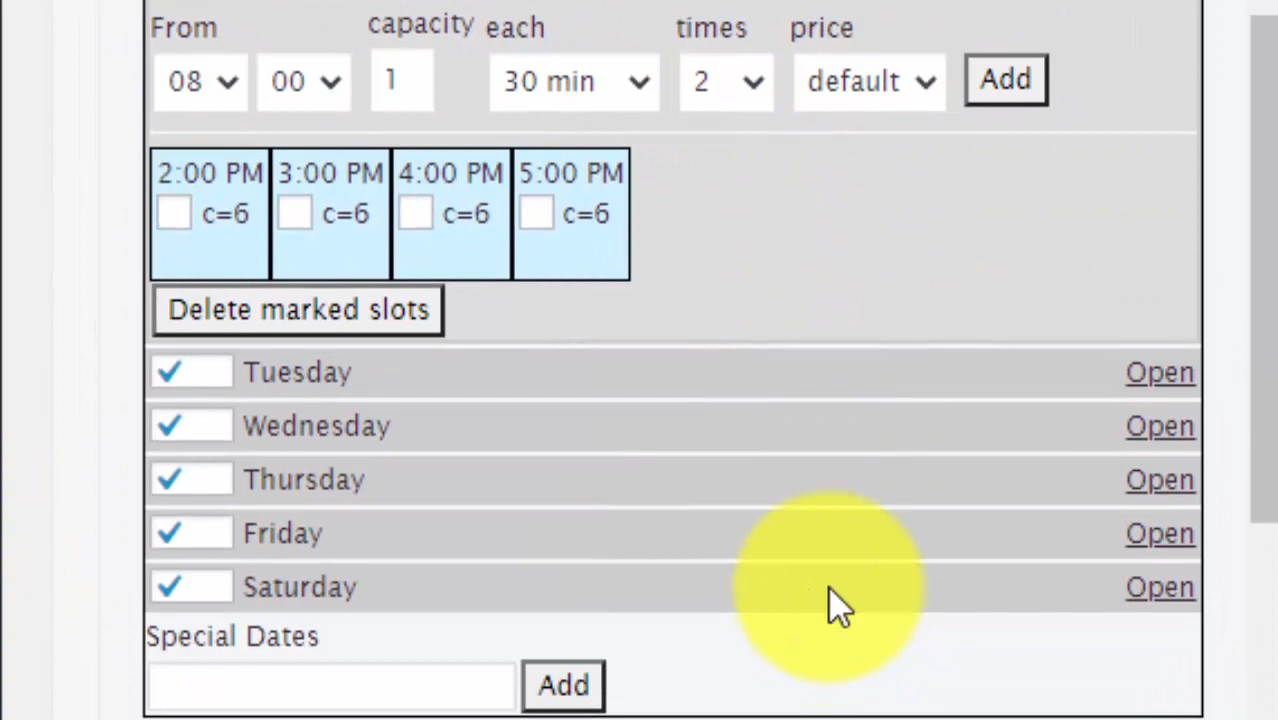 From capacity each times price
08 00 1 30 min 2 default Add
2:00 PM 3:00 PM 4:00 PM 5:00 PM
c=6 c=6 c=6 c=6
Delete marked slots
Tuesday Open
Wednesday Open
Thursday Open
Friday Open
Saturday Open
Special Dates
Add